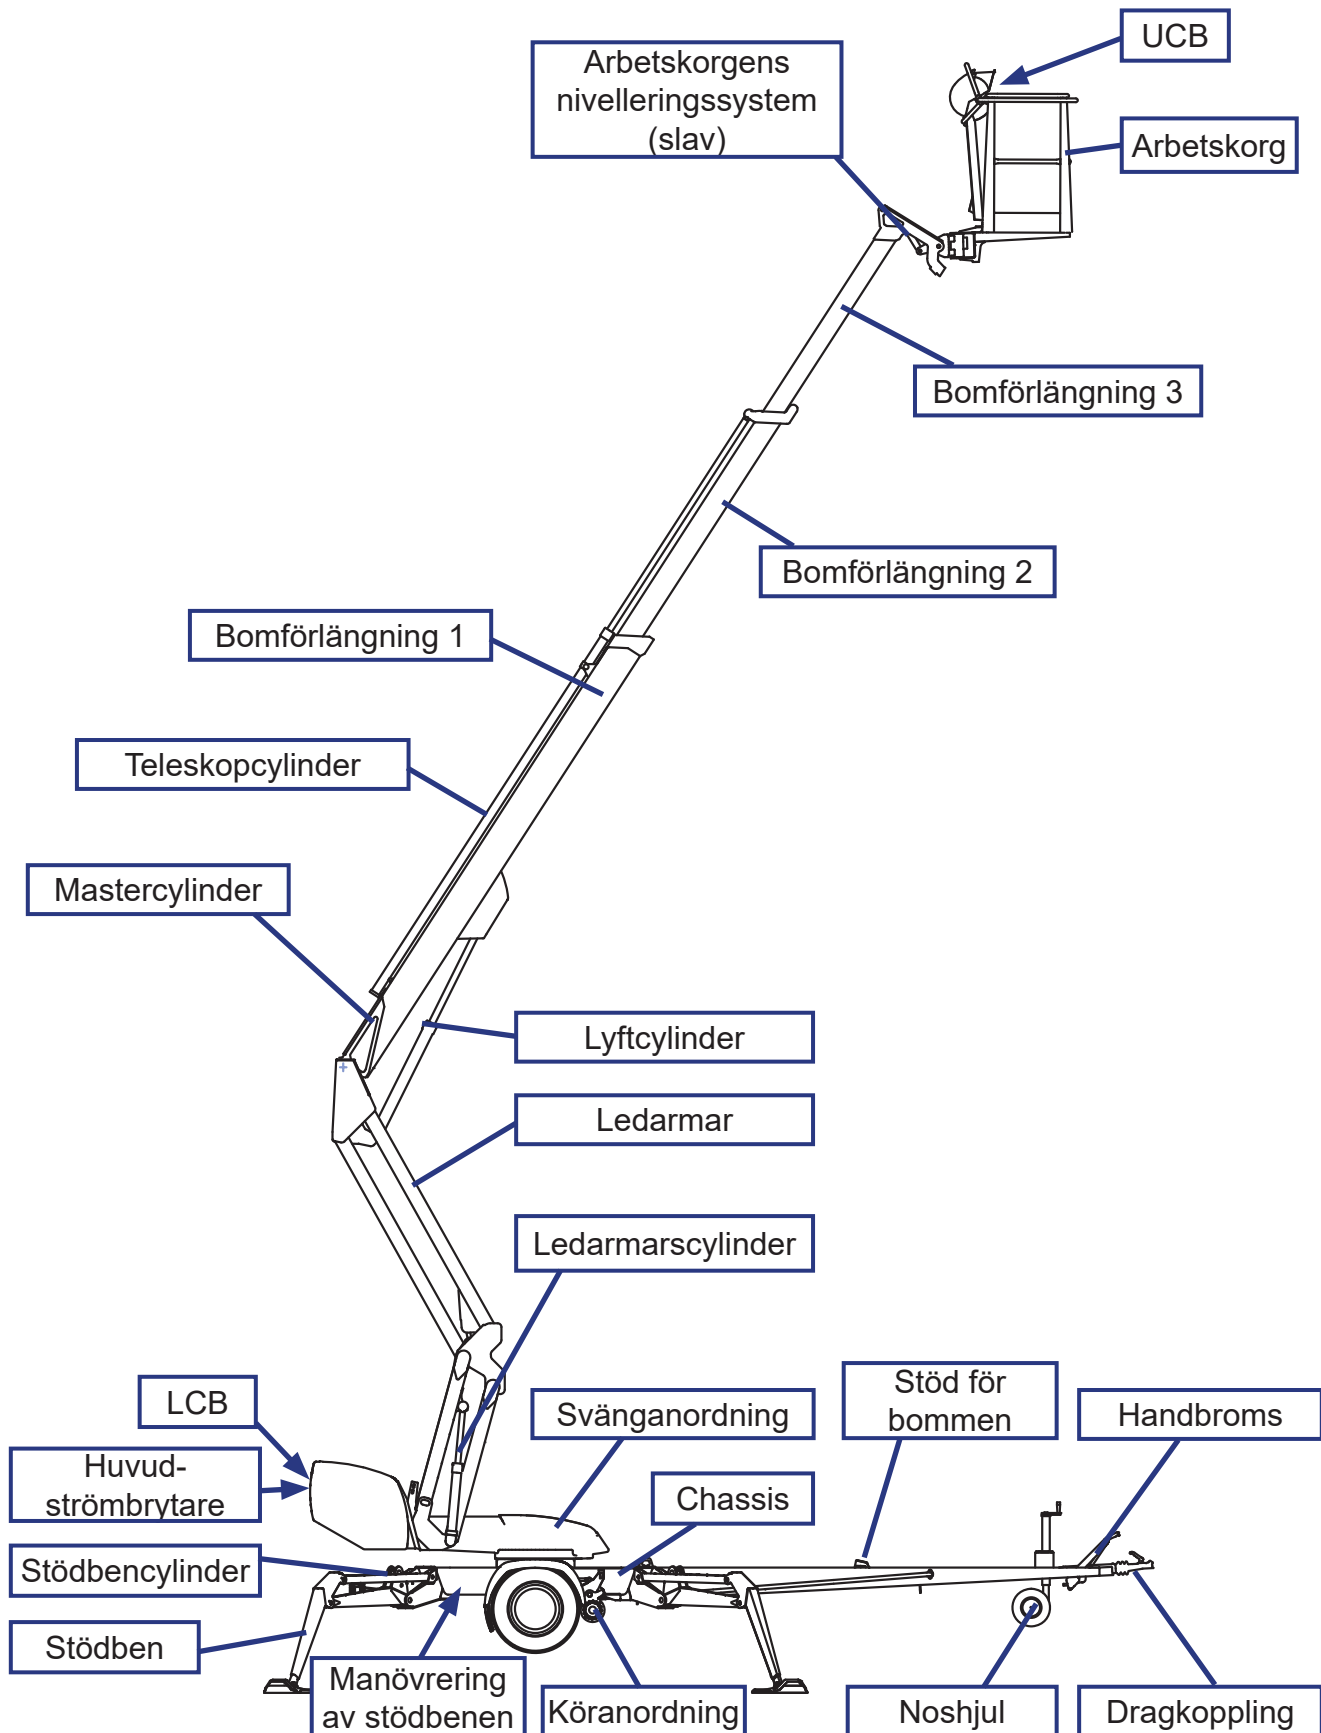 UCB
Arbetskorgens
nivelleringssystem
(slav)
Arbetskorg
Bomförlängning 3
Bomförlängning 2
Bomförlängning 1
Teleskopcylinder
Mastercylinder
Lyftcylinder
Ledarmar
Ledarmarscylinder
LCB
Svänganordning
Stöd för
bommen
Handbroms
Huvud-
strömbrytare
Chassis
Stödbencylinder
Stödben
Manövrering
av stödbenen
Köranordning
Noshjul
Dragkoppling